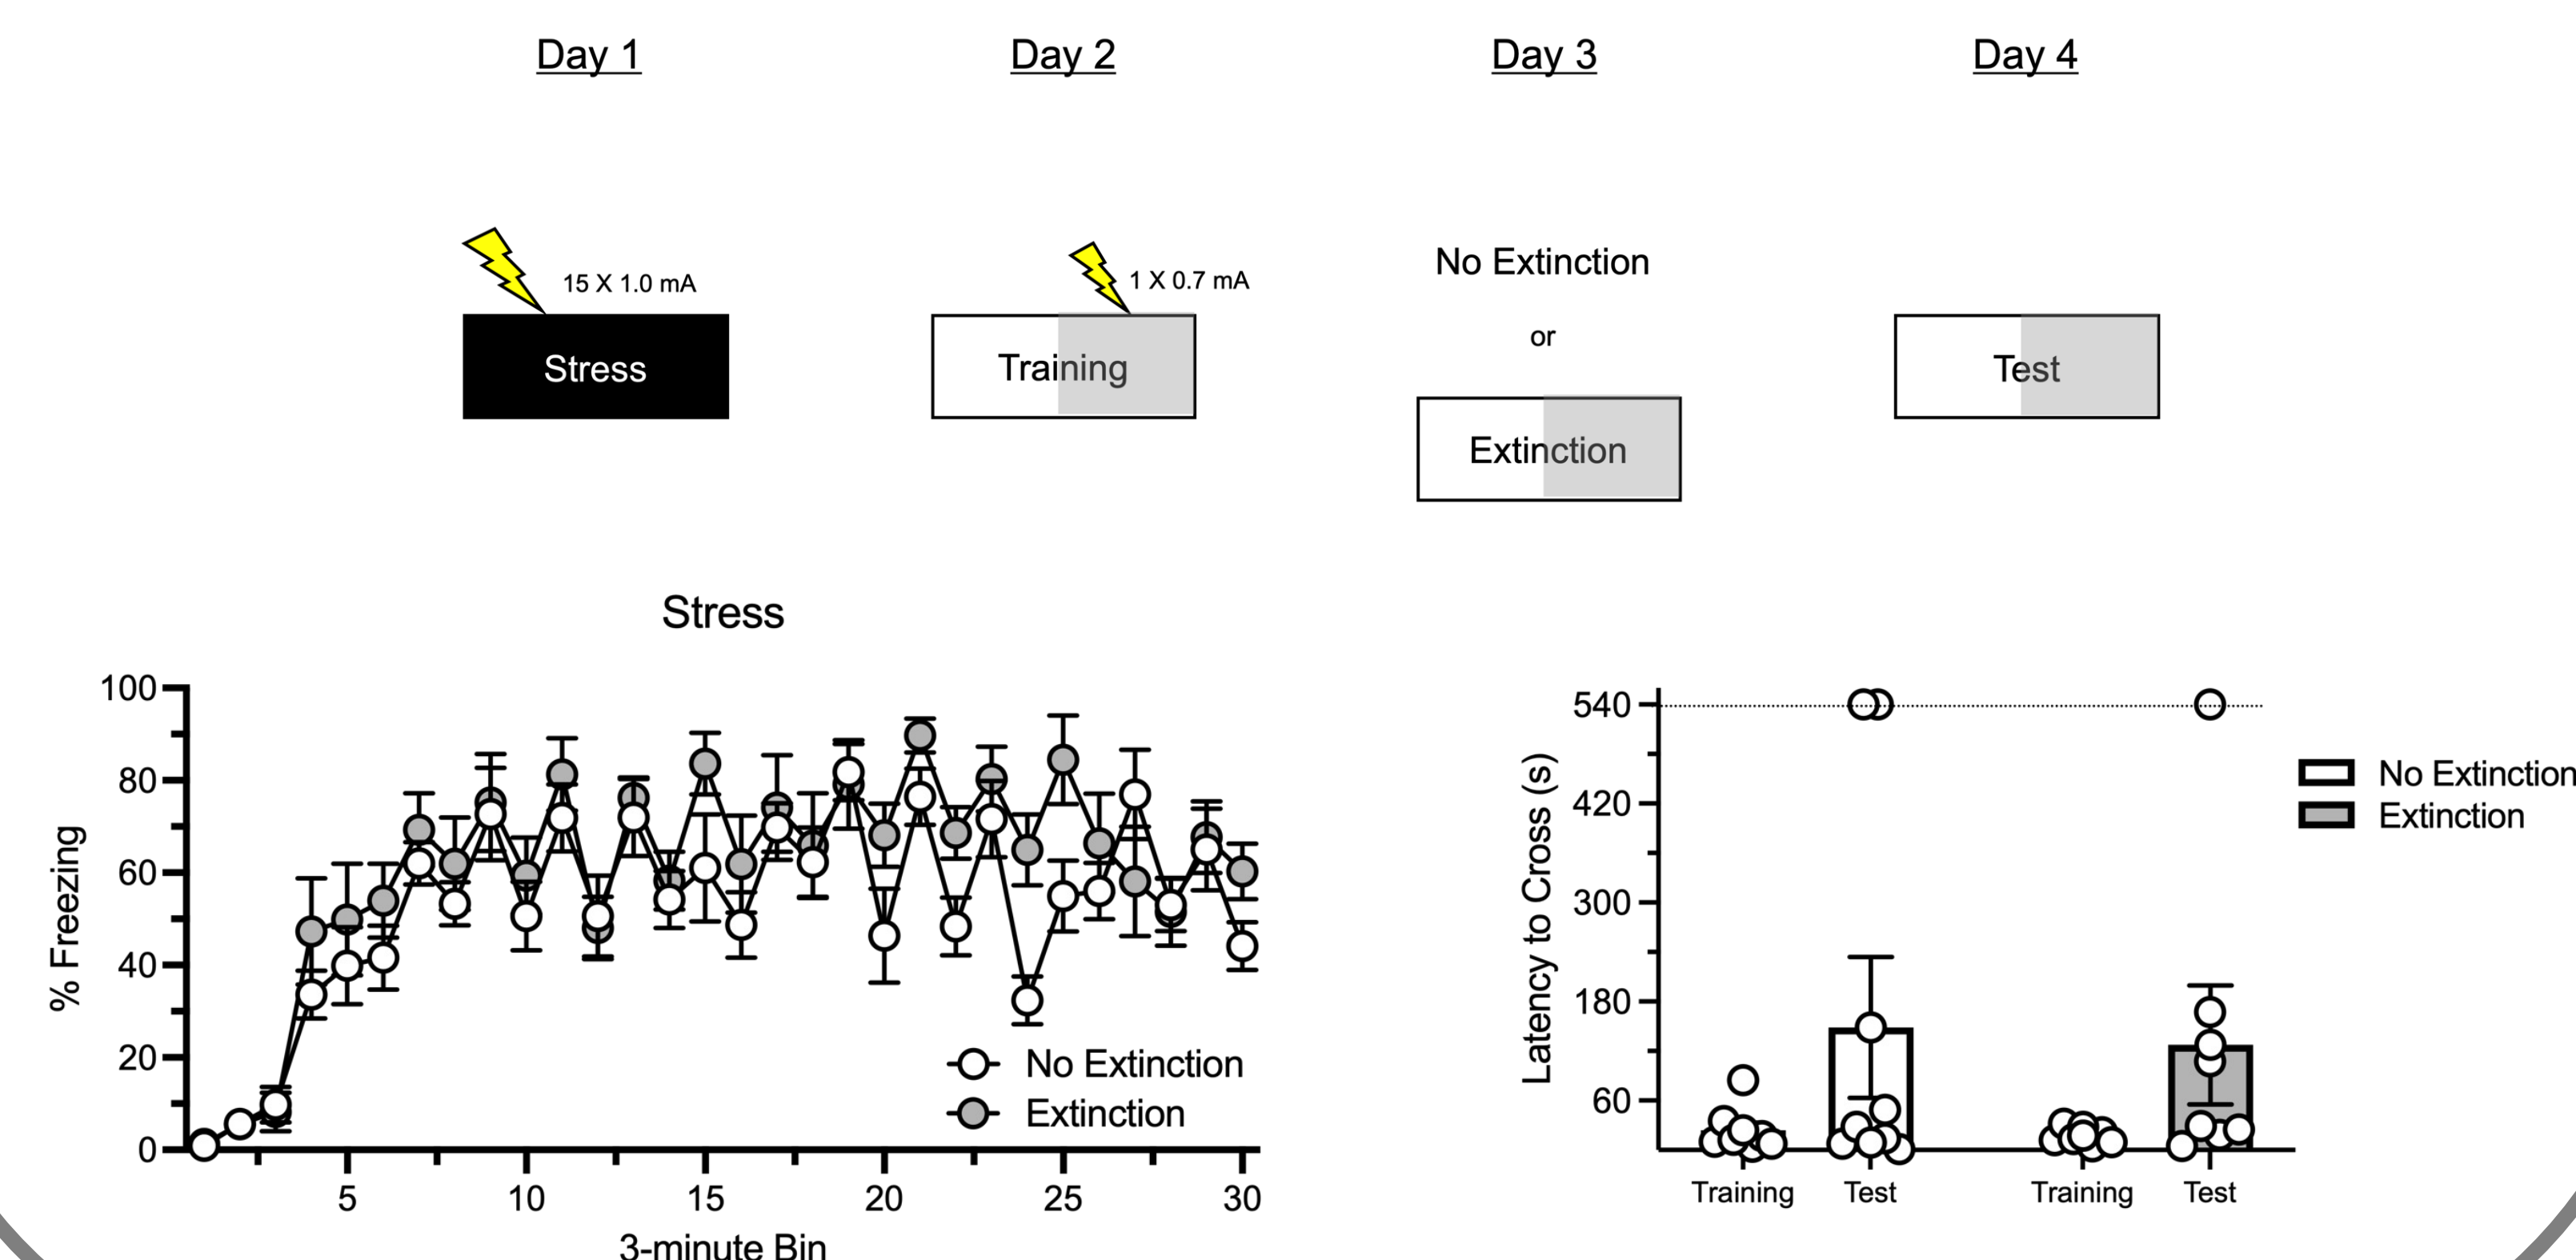 Day 1
Day 2
Day 3
Day 4
15 X 1.0 mA
Stress
1 X 0.7 mA
Training
No Extinction
or
Extinction
Test
Stress
% Freezing
100
80
60
40
20
0
5
10
15
20
25
30
3-minute Bin
No Extinction
Extinction
Latency to Cross (s)
540
420
300
180
60
Training
Test
Training
Test
No Extinction
Extinction